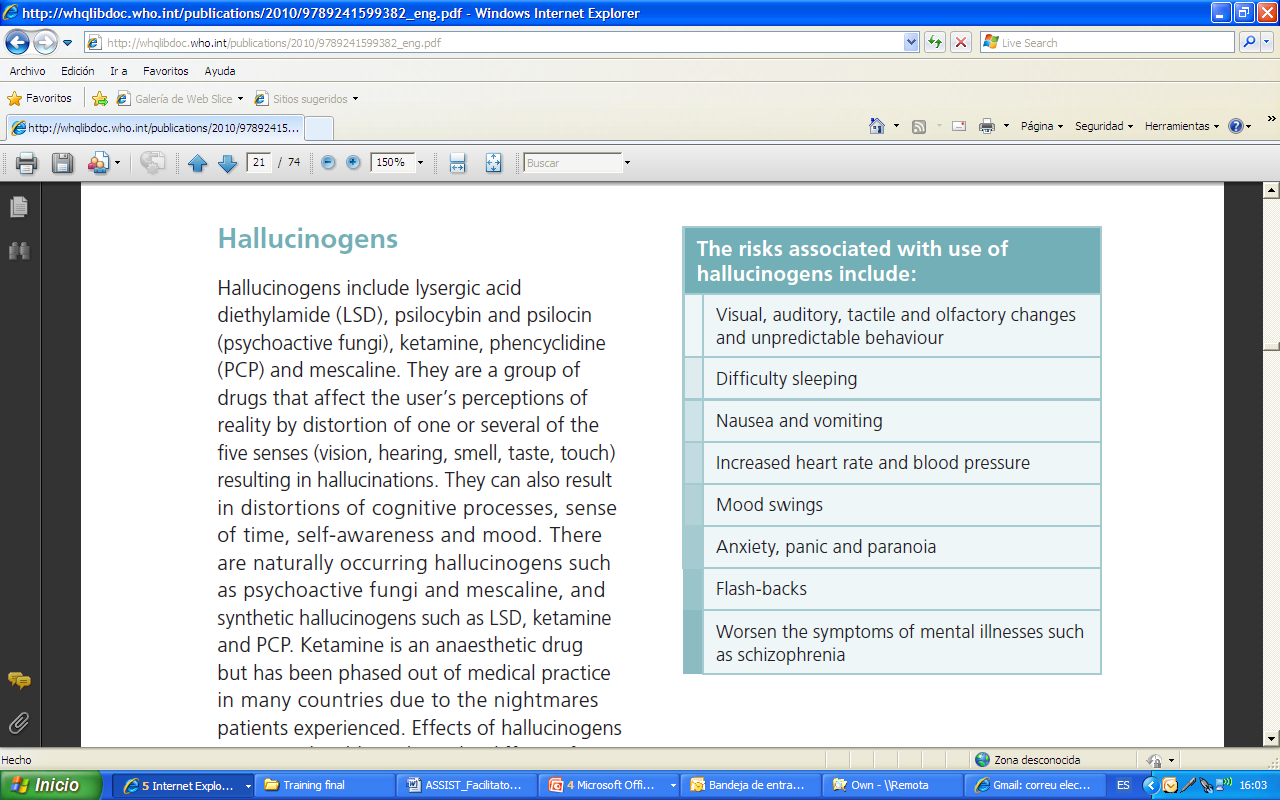 http://whqlibdoc.who.int/publications/2010/9789241599382_eng.pdf - Windows Internet Explorer
http://whqlibdoc.who.int/publications/2010/9789241599382_eng.pdf
Live Search
Archivo Edición Ir a Favoritos Ayuda
Favoritos Galería de Web Slice Sitios sugeridos
http://whqlibdoc.who.int/publications/2010/97892415...
Página Seguridad Herramientas
21 / 74 150% Buscar
Hallucinogens
Hallucinogens include lysergic acid
diethylamide (LSD), psilocybin and psilocin
(psychoactive fungi), ketamine, phencyclidine
(PCP) and mescaline. They are a group of
drugs that affect the user's perceptions of
reality by distortion of one or several of the
five senses (vision, hearing, smell, taste, touch)
resulting in hallucinations. They can also result
in distortions of cognitive processes, sense
of time, self-awareness and mood. There
are naturally occurring hallucinogens such
as psychoactive fungi and mescaline, and
synthetic hallucinogens such as LSD, ketamine
and PCP. Ketamine is an anaesthetic drug
but has been phased out of medical practice
in many countries due to the nightmares
patients experienced. Effects of hallucinogens
The risks associated with use of
hallucinogens include:
Visual, auditory, tactile and olfactory changes
and unpredictable behaviour
Difficulty sleeping
Nausea and vomiting
Increased heart rate and blood pressure
Mood swings
Anxiety, panic and paranoia
Flash-backs
Worsen the symptoms of mental illnesses such
as schizophrenia
Hecho Zona desconocida
Inicio 5 Internet Explo... Training final ASSIST_Facilitato... 4 Microsoft Offi... Bandeja de entra... Own - \\Remota Gmail: correu elec... ES 16:03